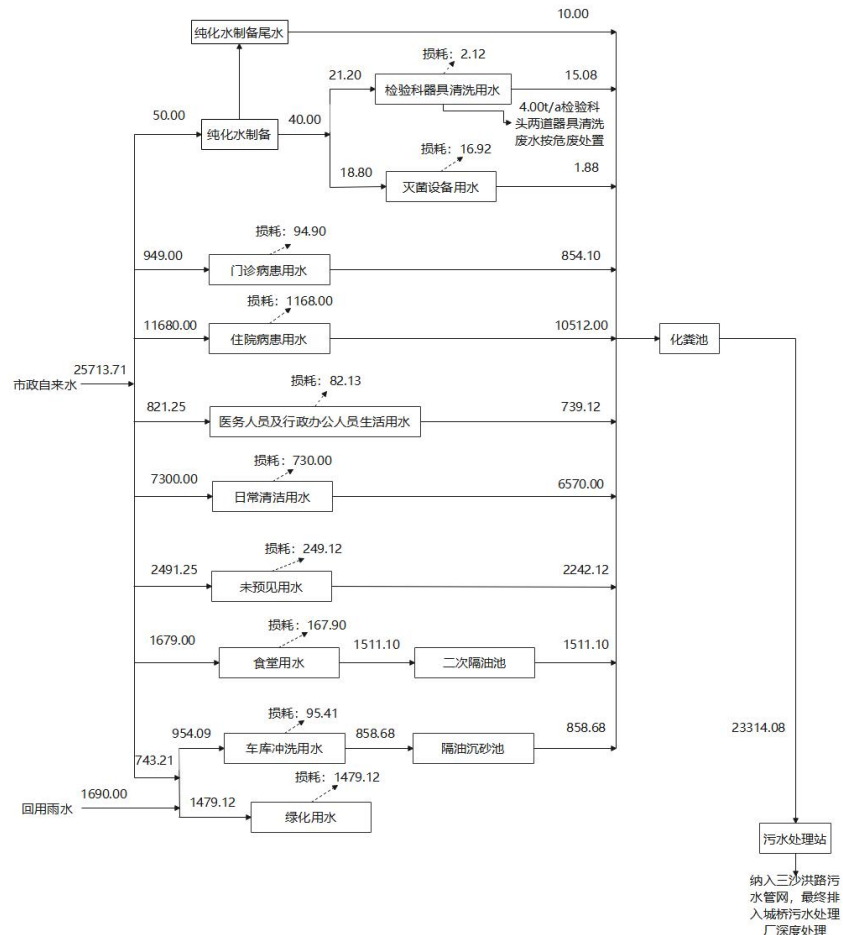 10.00
纯化水制备尾水
损耗：2.12
21.20
检验科器具清洗用水
15.08
50.00
纯化水制备
40.00
4.00t/a检验科
头两道器具清洗
废水按危废处置
损耗：16.92
18.80
灭菌设备用水
1.88
损耗：94.90
949.00
门诊病患用水
854.10
损耗：1168.00
11680.00
住院病患用水
10512.00
化粪池
25713.71
市政自来水
损耗：82.13
821.25
医务人员及行政办公人员生活用水
739.12
损耗：730.00
7300.00
日常清洁用水
6570.00
损耗：249.12
2491.25
未预见用水
2242.12
损耗：167.90
1679.00
食堂用水
1511.10
二次隔油池
1511.10
损耗：95.41
954.09
车库冲洗用水
858.68
隔油沉砂池
858.68
23314.08
743.21
损耗：1479.12
1690.00
回用雨水
1479.12
绿化用水
污水处理站
纳入三沙洪路污
水管网，最终排
入城桥污水处理
厂深度处理